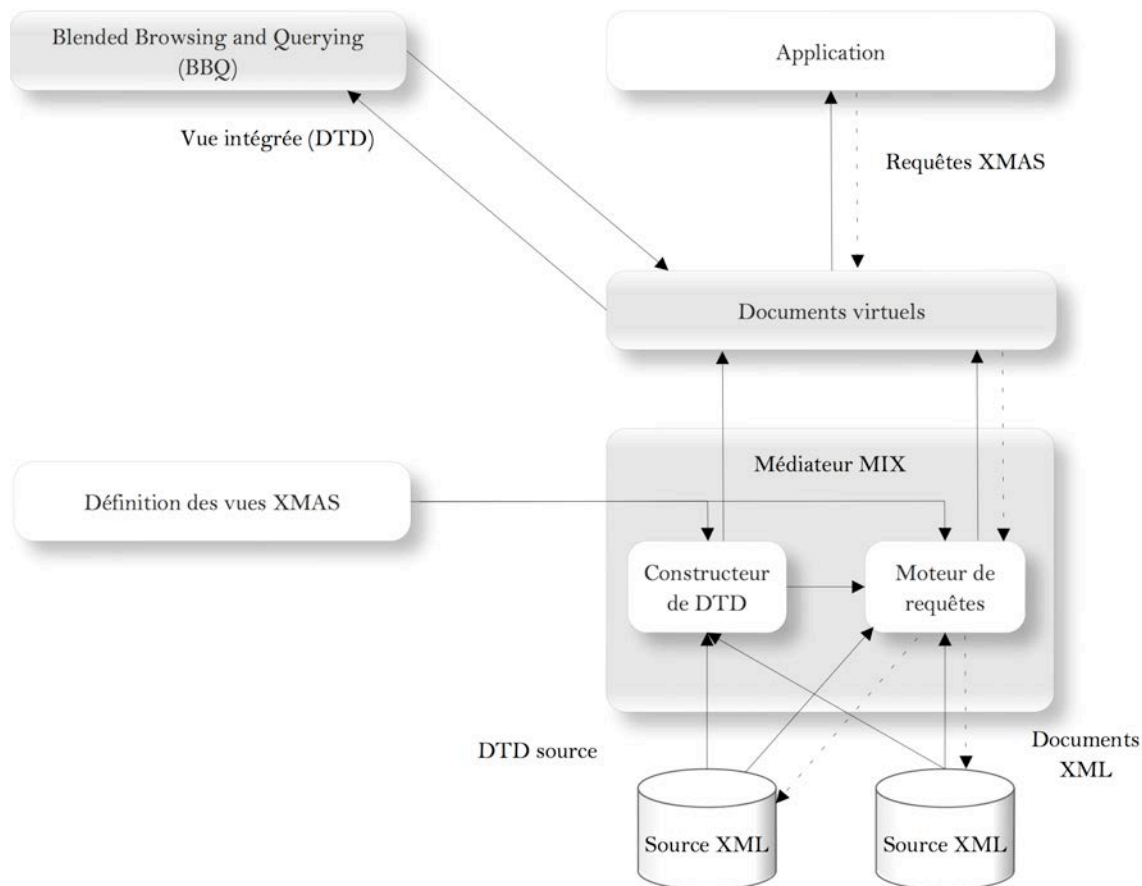 Blended Browsing and Querying
(BBQ)
Application
Vue intégrée (DTD)
Requêtes XMAS
Documents virtuels
Médiateur MIX
Définition des vues XMAS
Constructeur
de DTD
Moteur de
requêtes
DTD source
Documents
XML
Source XML
Source XML